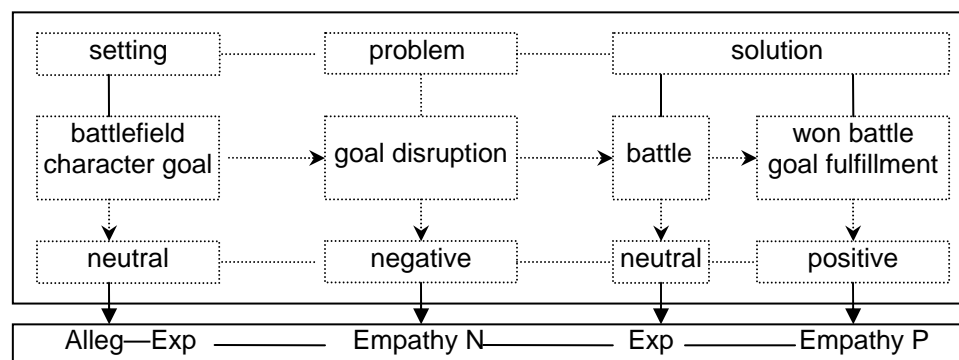 setting problem solution
battlefield
character goal
goal disruption
battle
won battle
goal fulfillment
neutral negative neutral positive
Alleg—Exp Empathy N Exp Empathy P